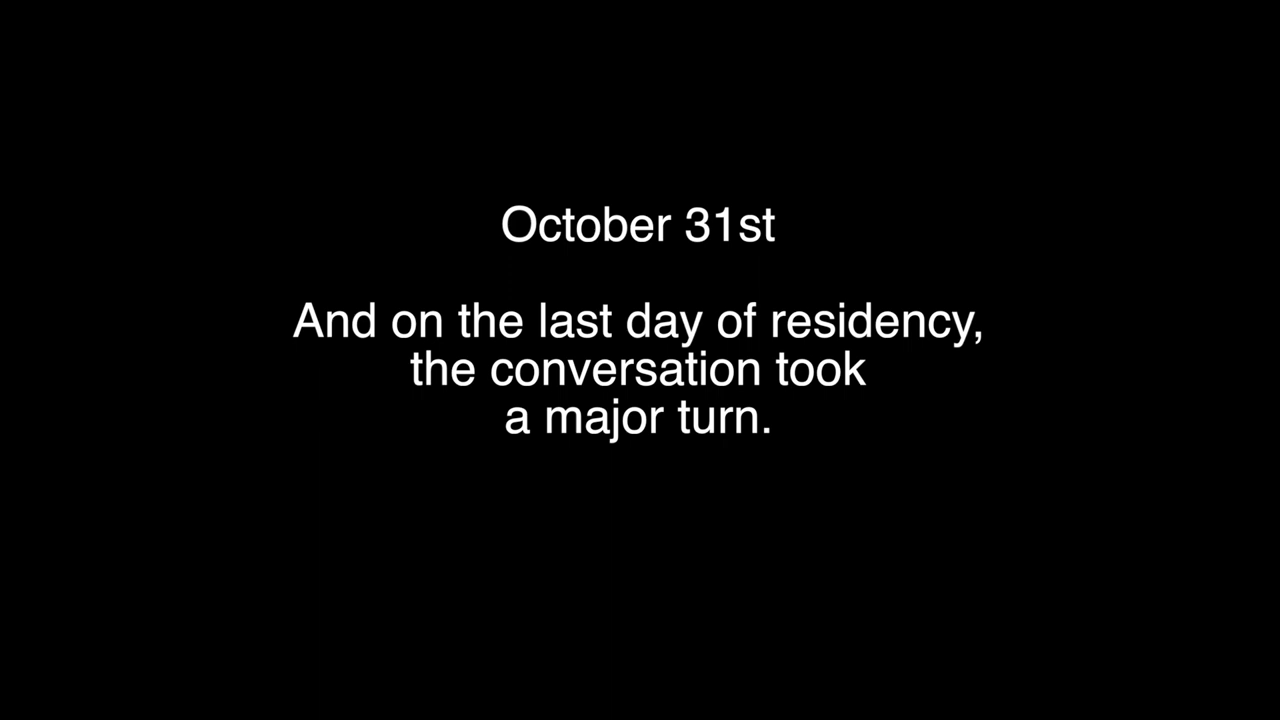 October 31st
And on the last day of residency,
the conversation took
a major turn.